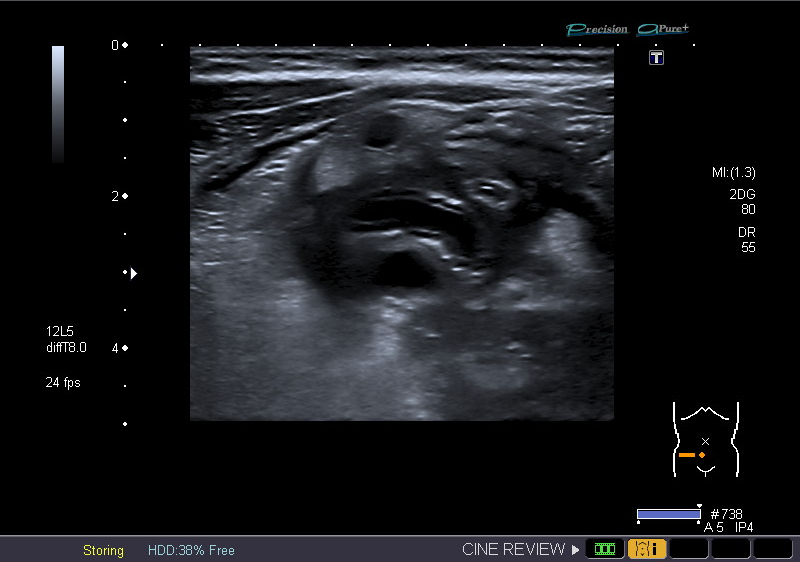 Precision APure+
0
T
MI:(1.3)
2DG
80
DR
55
2
12L5
diffT8.0
24 fps
4
#738
A 5 IP4
Storing
HDD:38% Free
CINE REVIEW
i